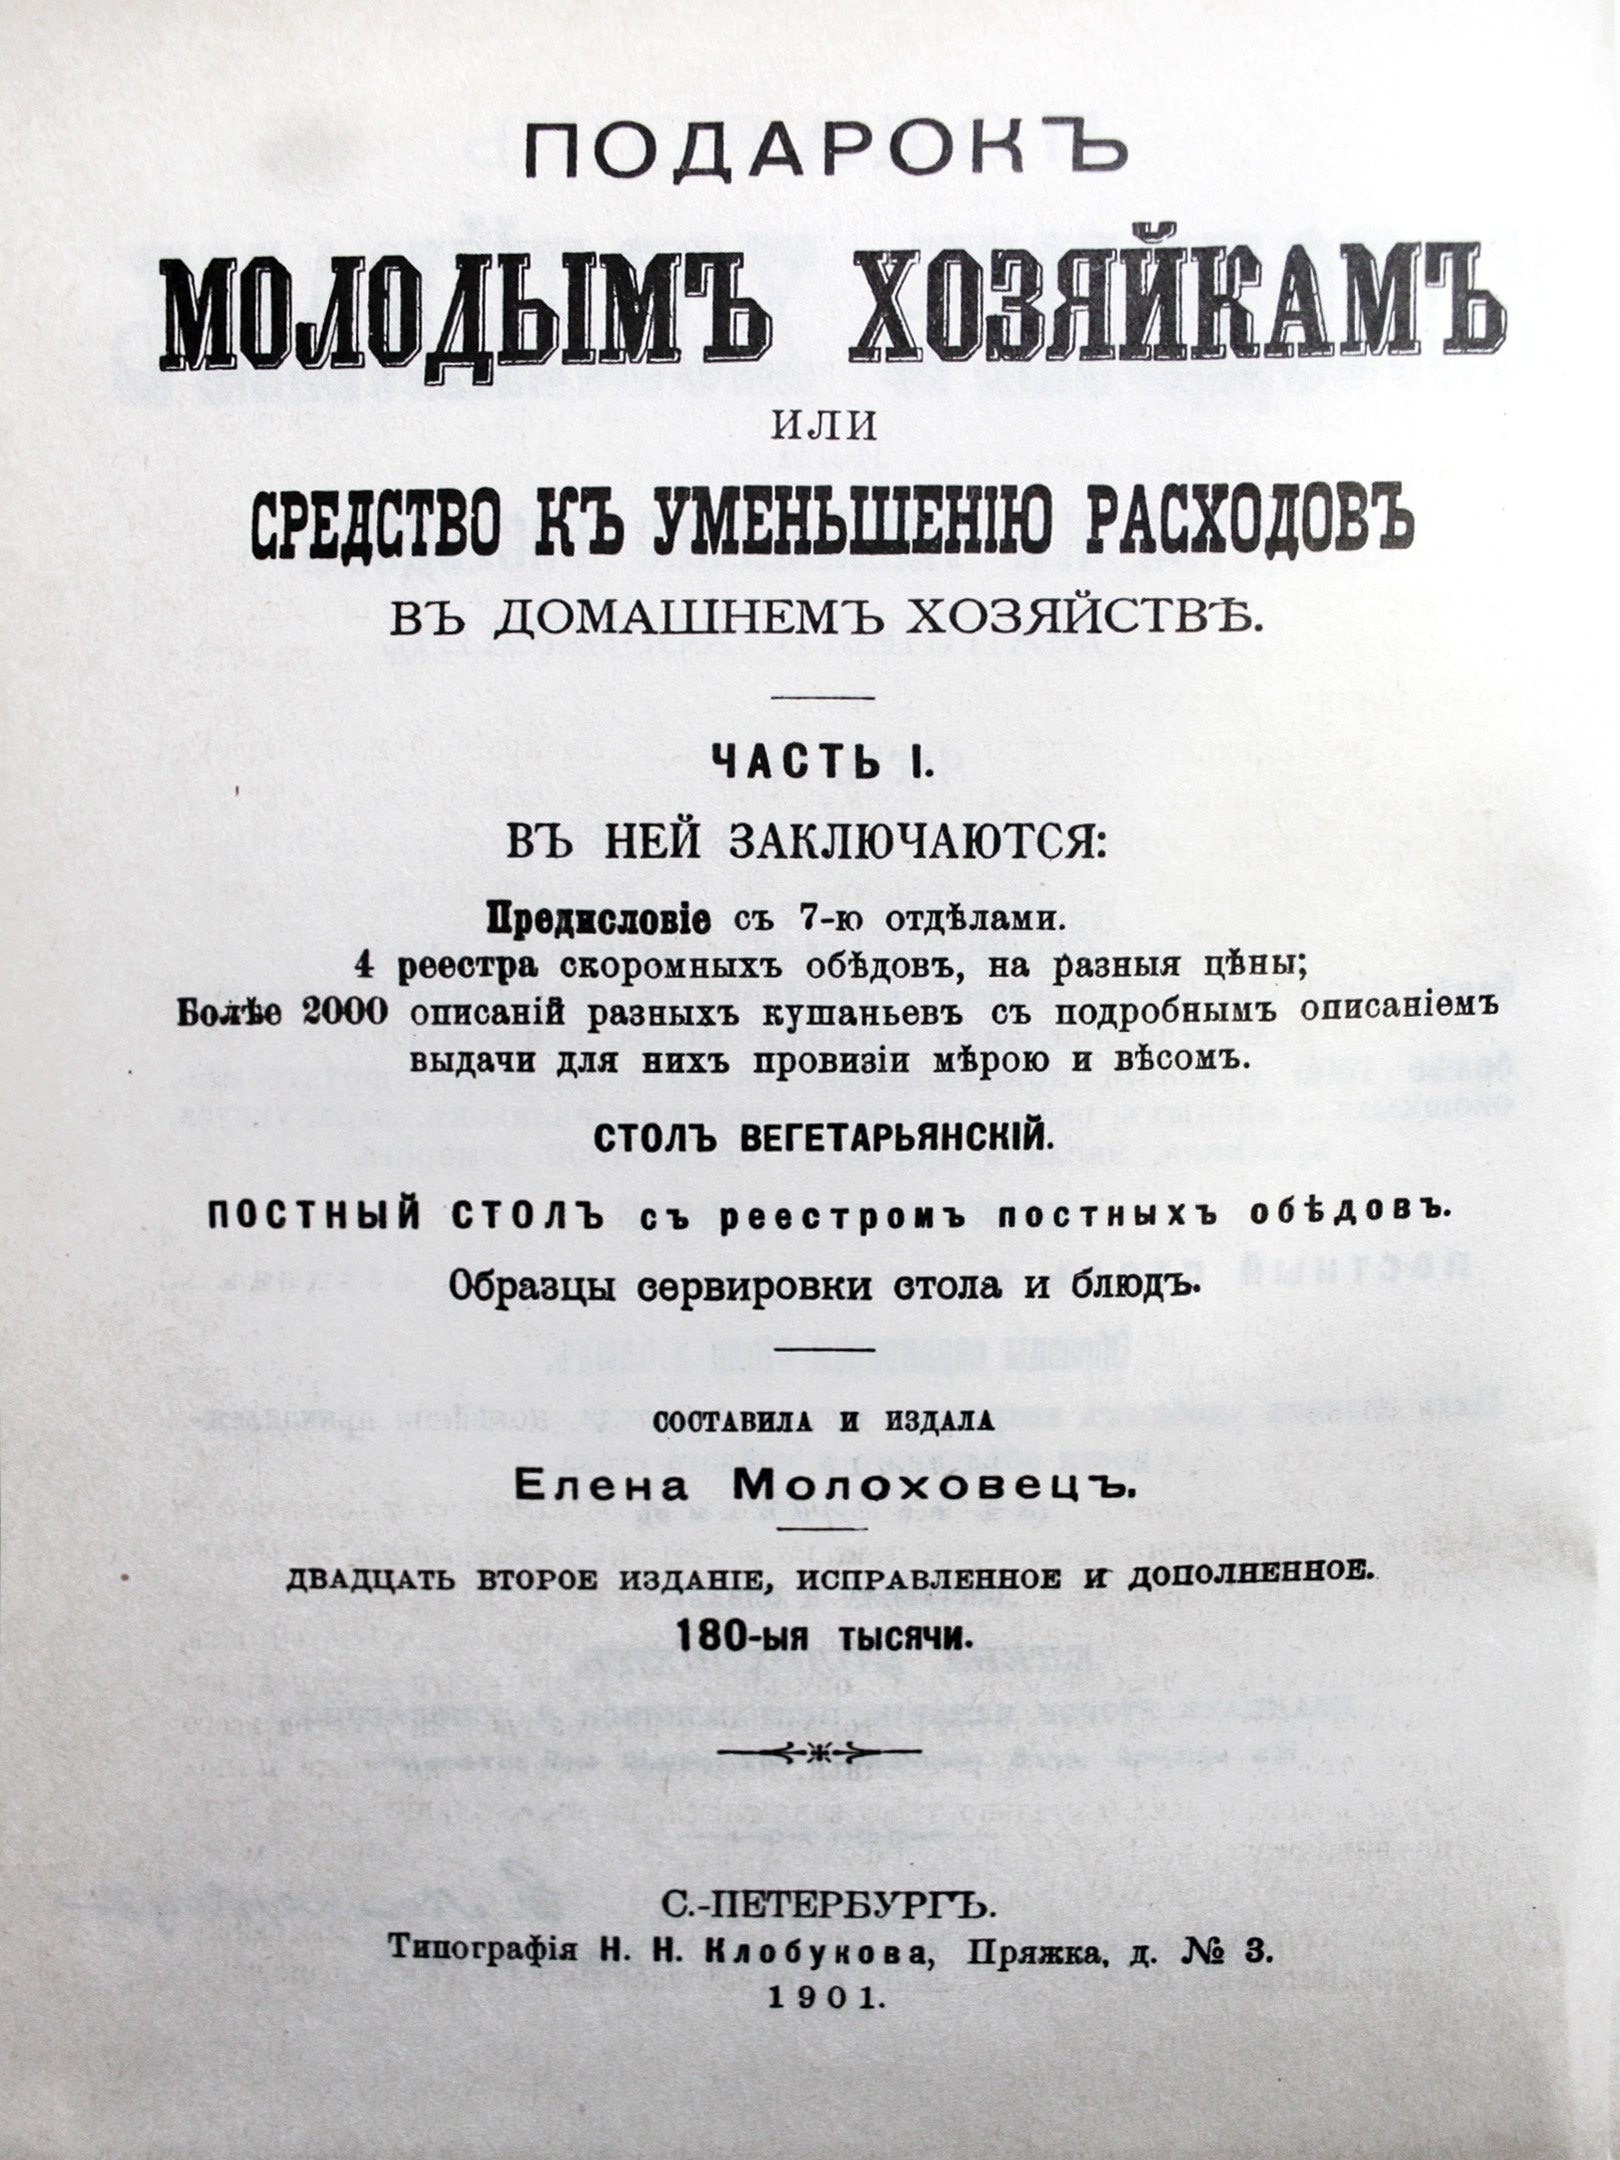 ПОДАРОКЪ
МОЛОДЫМЪ ХОЗЯЙКАМЪ
ИЛИ
СРЕДСТВО КЪ УМЕНЬШЕНІЮ РАСХОДОВЪ
ВЪ ДОМАШНЕМЪ ХОЗЯЙСТВѢ.
ЧАСТЬ I.
ВЪ НЕЙ ЗАКЛЮЧАЮТСЯ:
Предисловіе съ 7-ю отдѣлами.
4 реестра скоромныхъ обѣдовъ, на разныя цѣны;
Болѣе 2000 описаній разныхъ кушаньевъ съ подробнымъ описаніемъ
выдачи для нихъ провизіи мѣрою и вѣсомъ.
СТОЛЪ ВЕГЕТАРЬЯНСКІЙ.
ПОСТНЫЙ СТОЛЪ съ реестромъ постныхъ обѣдовъ.
Образцы сервировки стола и блюдъ.
СОСТАВИЛА И ИЗДАЛА
Елена Молоховецъ.
ДВАДЦАТЬ ВТОРОЕ ИЗДАНІЕ, ИСПРАВЛЕННОЕ И ДОПОЛНЕННОЕ.
180-ыя тысячи.
С.-ПЕТЕРБУРГЪ.
Типографія Н. Н. Клобукова, Пряжка, д. № 3.
1901.